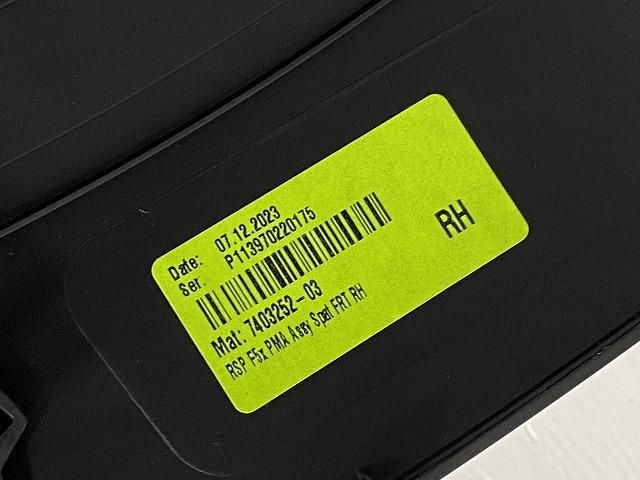 Date: 07.12.2023
Ser. P113970220175
Mat: 7403252-03
RSP F5x PMA Assy Spat FRT RH
RH